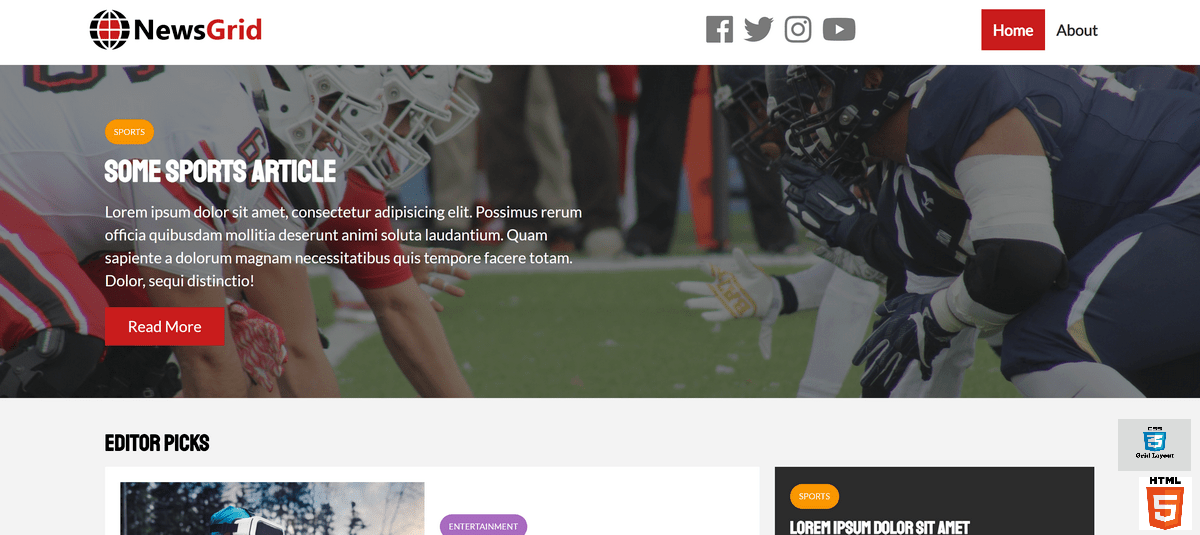 NewsGrid
Home
About
SPORTS
SOME SPORTS ARTICLE
Lorem ipsum dolor sit amet, consectetur adipisicing elit. Possimus rerum
officia quibusdam mollitia deserunt animi soluta laudantium. Quam
sapiente a dolorum magnam necessitatibus quis tempore facere totam.
Dolor, sequi distinctio!
Read More
EDITOR PICKS
ENTERTAINMENT
SPORTS
LOREM IPSUM DOLOR SIT AMET
CSS
3
Grid Layout
HTML
5